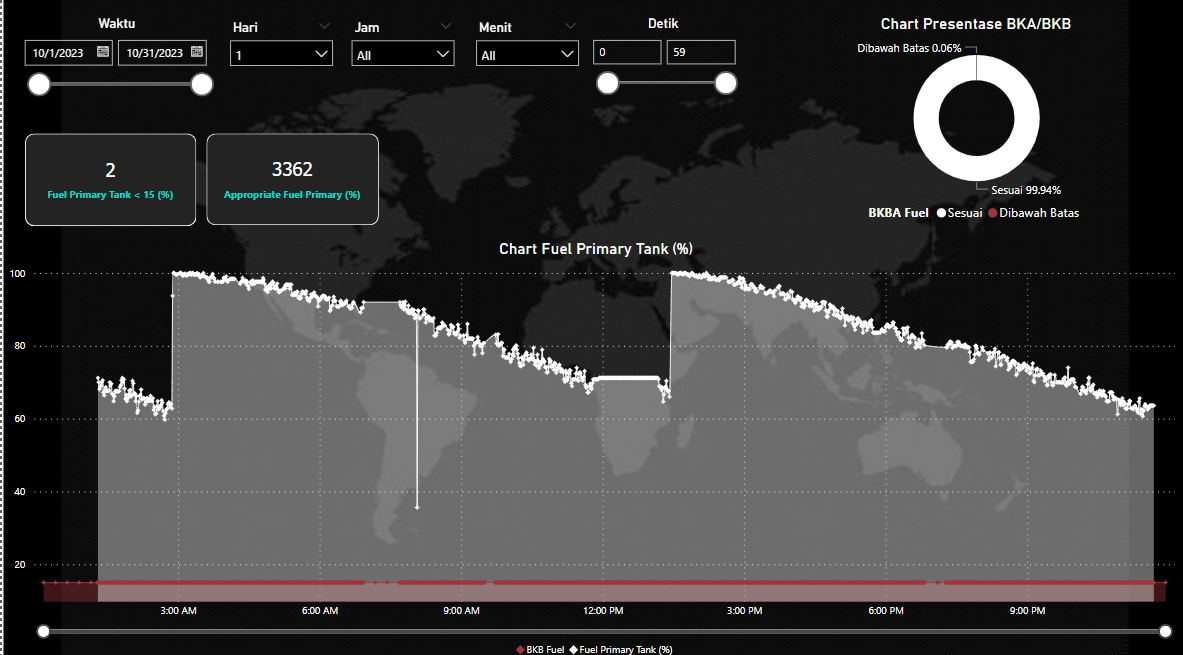 Waktu
10/1/2023 10/31/2023
Hari
1
Jam
All
Menit
All
Detik
0 59
Chart Presentase BKA/BKB
Dibawah Batas 0.06%
Sesuai 99.94%
BKBA Fuel Sesuai Dibawah Batas
2
Fuel Primary Tank < 15 (%)
3362
Appropriate Fuel Primary (%)
Chart Fuel Primary Tank (%)
100
80
60
40
20
3:00 AM 6:00 AM 9:00 AM 12:00 PM 3:00 PM 6:00 PM 9:00 PM
BKB Fuel Fuel Primary Tank (%)